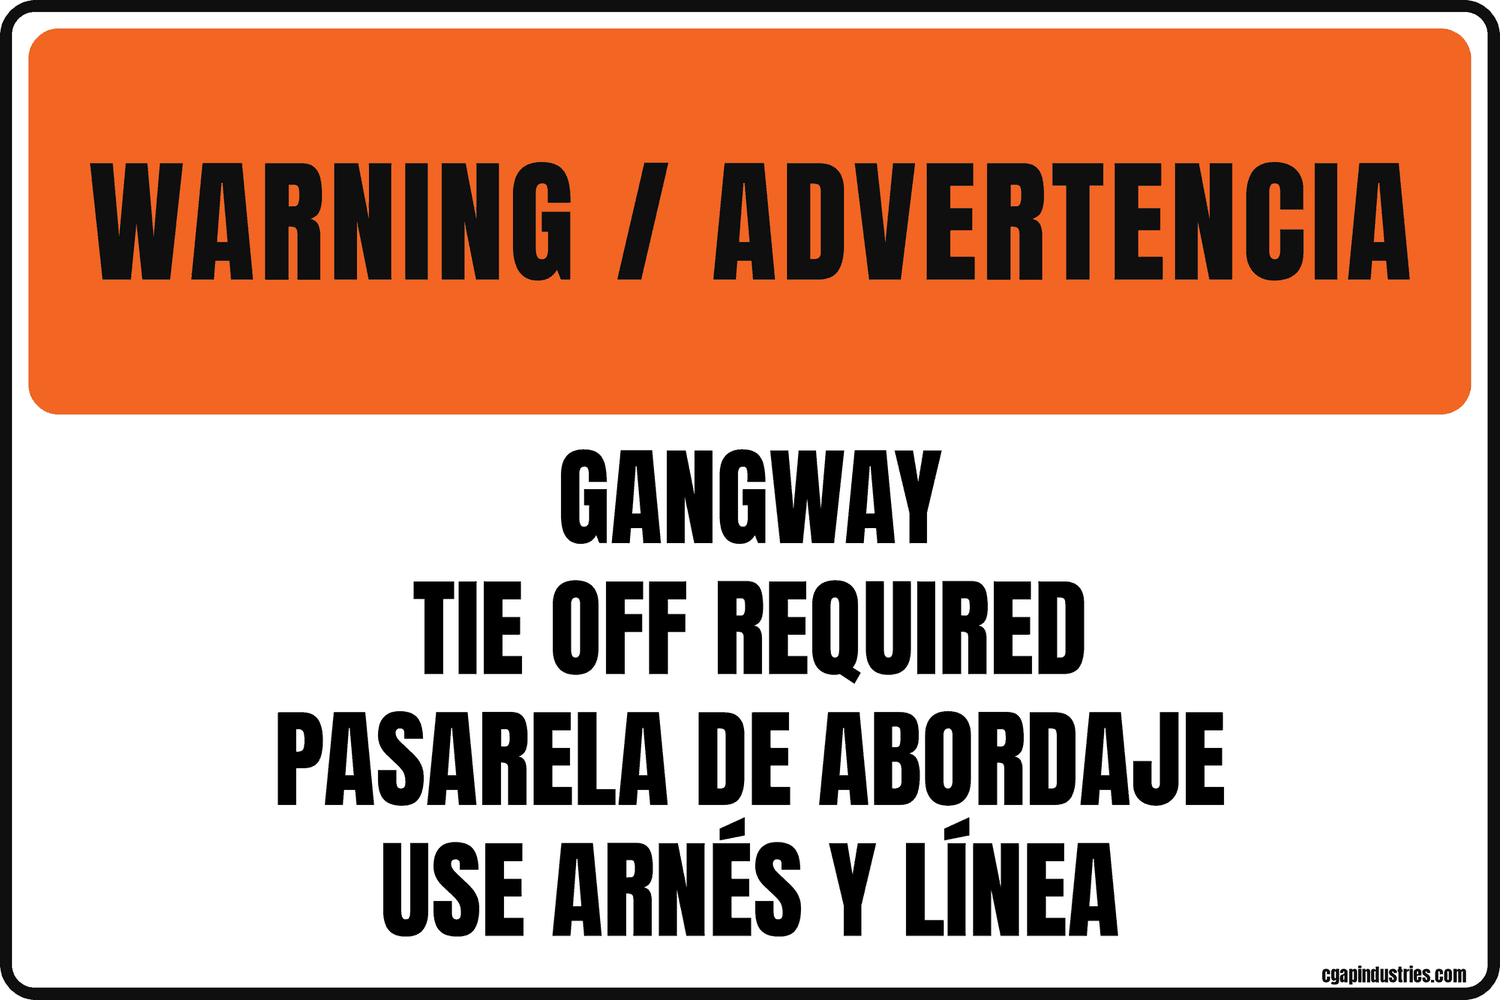 WARNING / ADVERTENCIA
GANGWAY
TIE OFF REQUIRED
PASARELA DE ABORDAJE
USE ARNÉS Y LÍNEA
cgapindustries.com